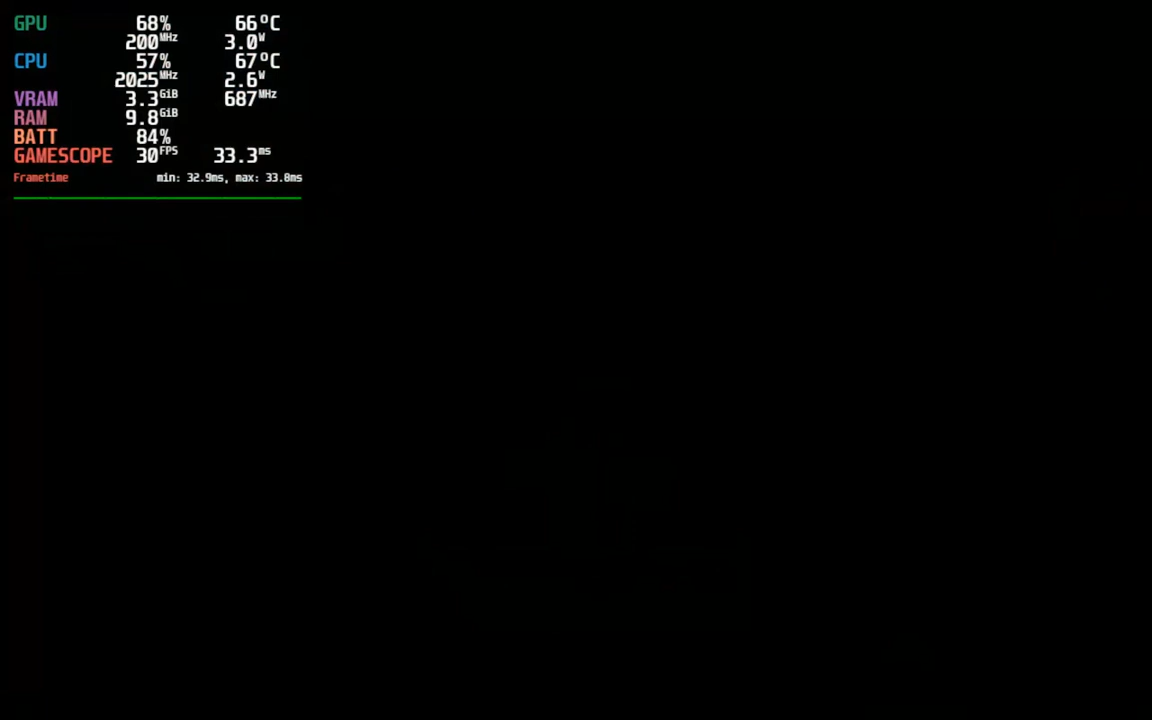 GPU 68% 66°C
200MHz 3.0W
CPU 57% 67°C
2025MHz 2.6W
VRAM 3.3GiB 687MHz
RAM 9.8GiB
BATT 84%
GAMESCOPE 30FPS 33.3ms
Frametime min: 32.9ms, max: 33.8ms